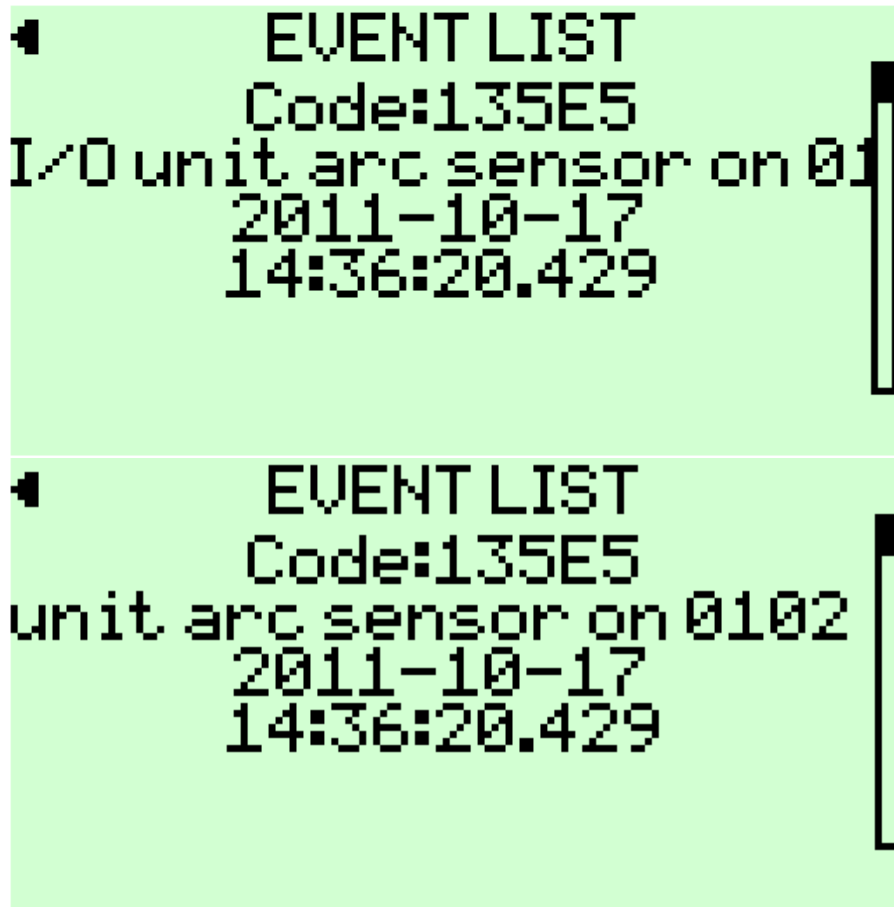 EVENT LIST
Code:135E5
I/O unit arc sensor on 01
2011-10-17
14:36:20.429
EVENT LIST
Code:135E5
unit arc sensor on 0102
2011-10-17
14:36:20.429